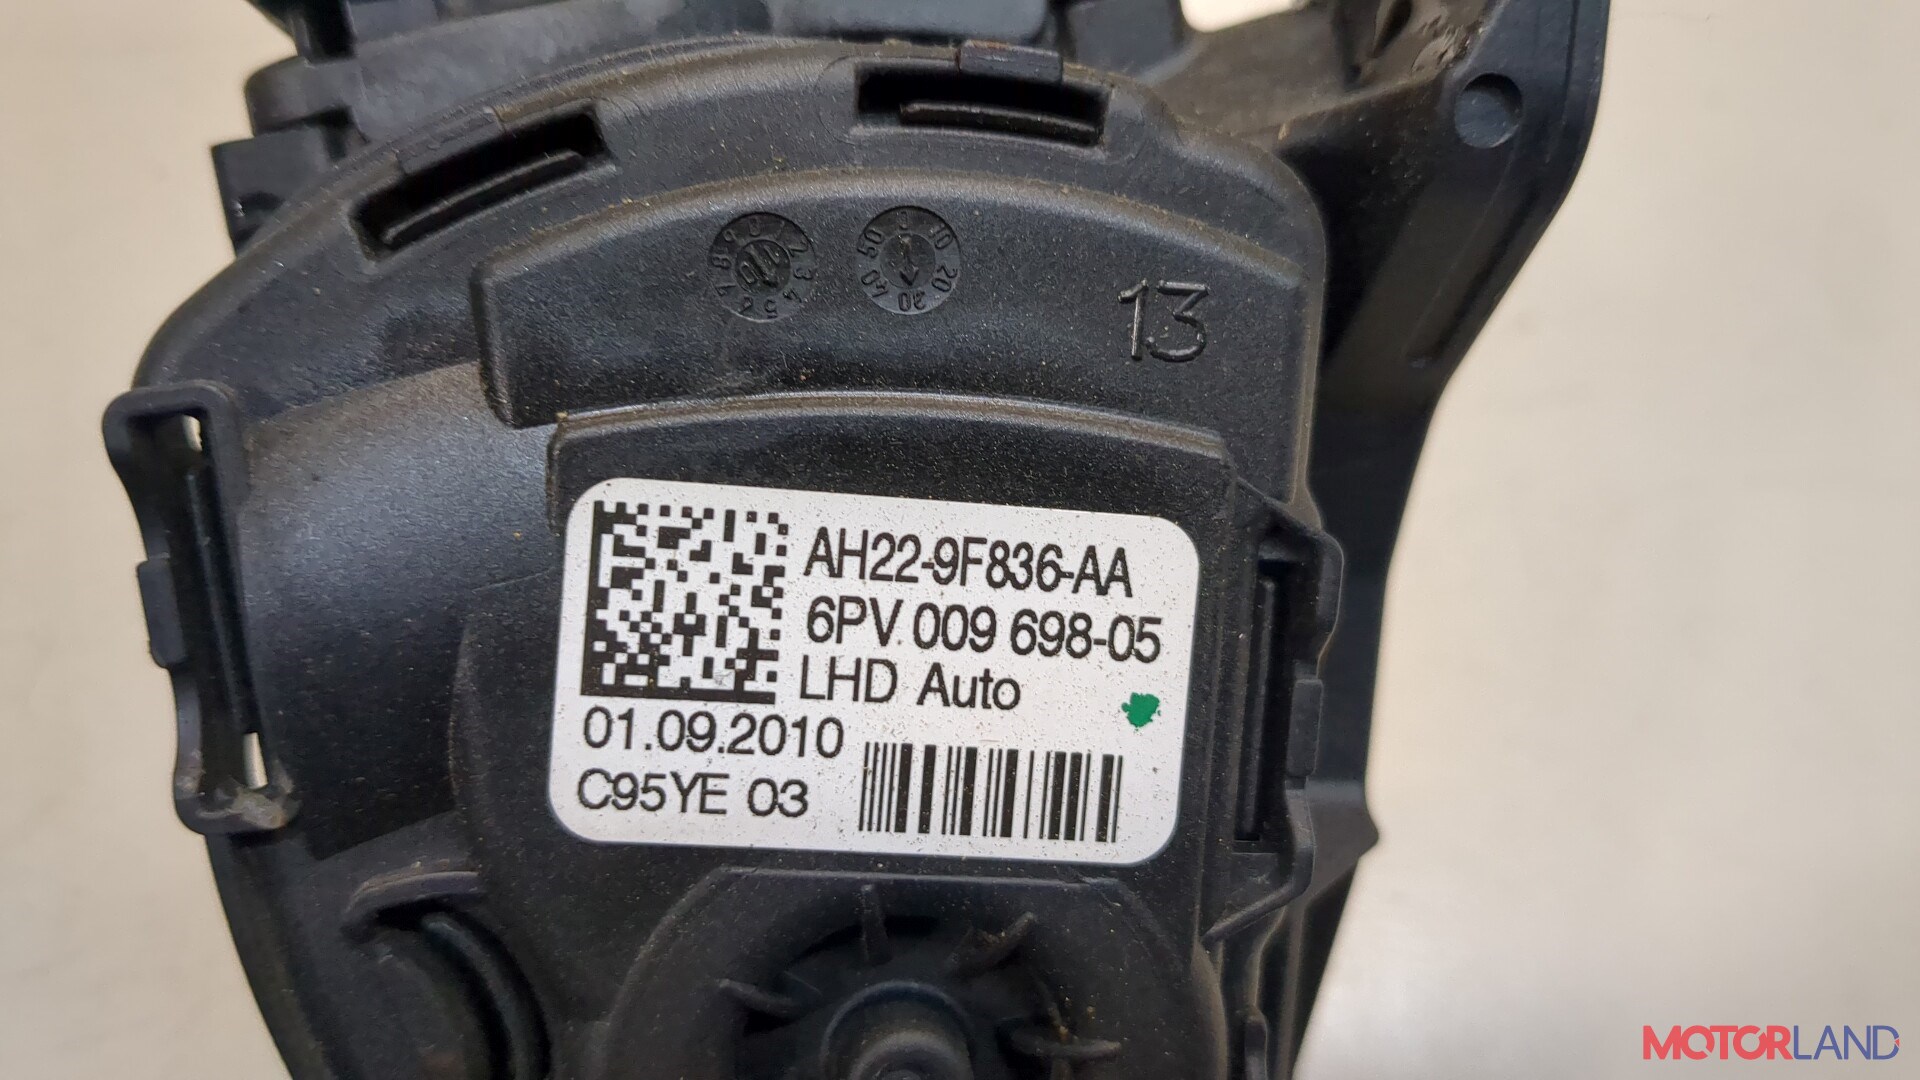 13
AH22-9F836-AA
6PV 009 698-05
LHD Auto
01.09.2010
C95YE 03
MOTORLAND